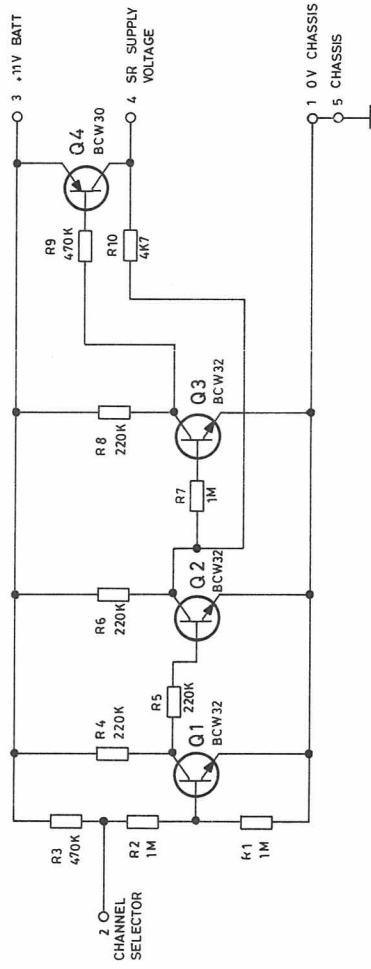 3 +11V BATT
4 SR SUPPLY
VOLTAGE
Q4
BCW30
R9
470K
R10
4K7
R8
220K
Q3
BCW32
R7
1M
R6
220K
Q2
BCW32
R5
220K
R4
220K
Q1
BCW32
R3
470K
R2
1M
R1
1M
2
CHANNEL
SELECTOR
1 0V CHASSIS
5 CHASSIS